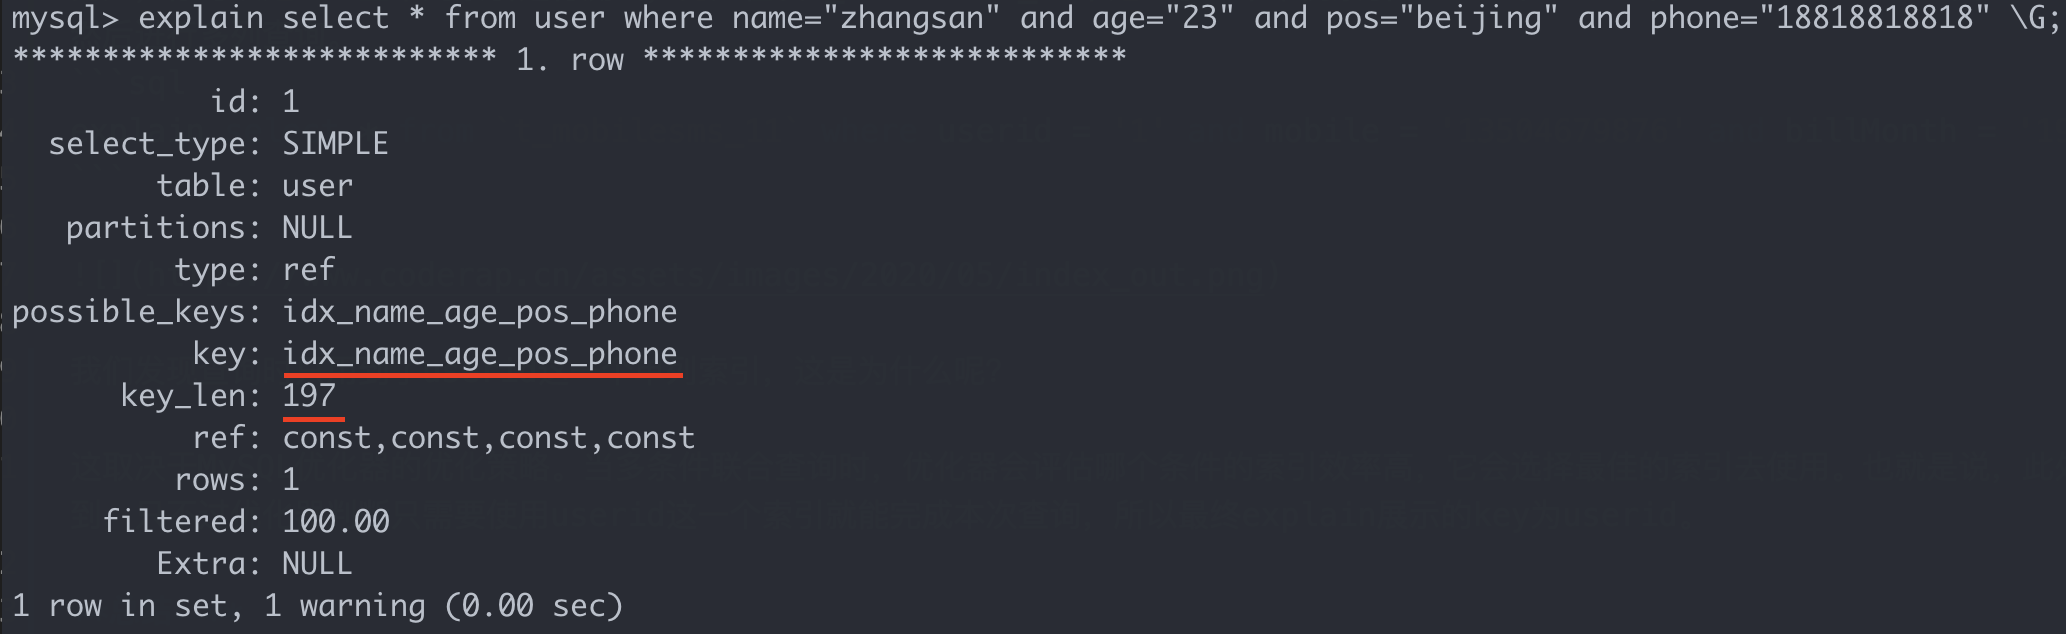 mysql> explain select * from user where name="zhangsan" and age="23" and pos="beijing" and phone="18818818818" \G;
*************************** 1. row ***************************
id: 1
select_type: SIMPLE
table: user
partitions: NULL
type: ref
possible_keys: idx_name_age_pos_phone
key: idx_name_age_pos_phone
key_len: 197
ref: const,const,const,const
rows: 1
filtered: 100.00
Extra: NULL
1 row in set, 1 warning (0.00 sec)